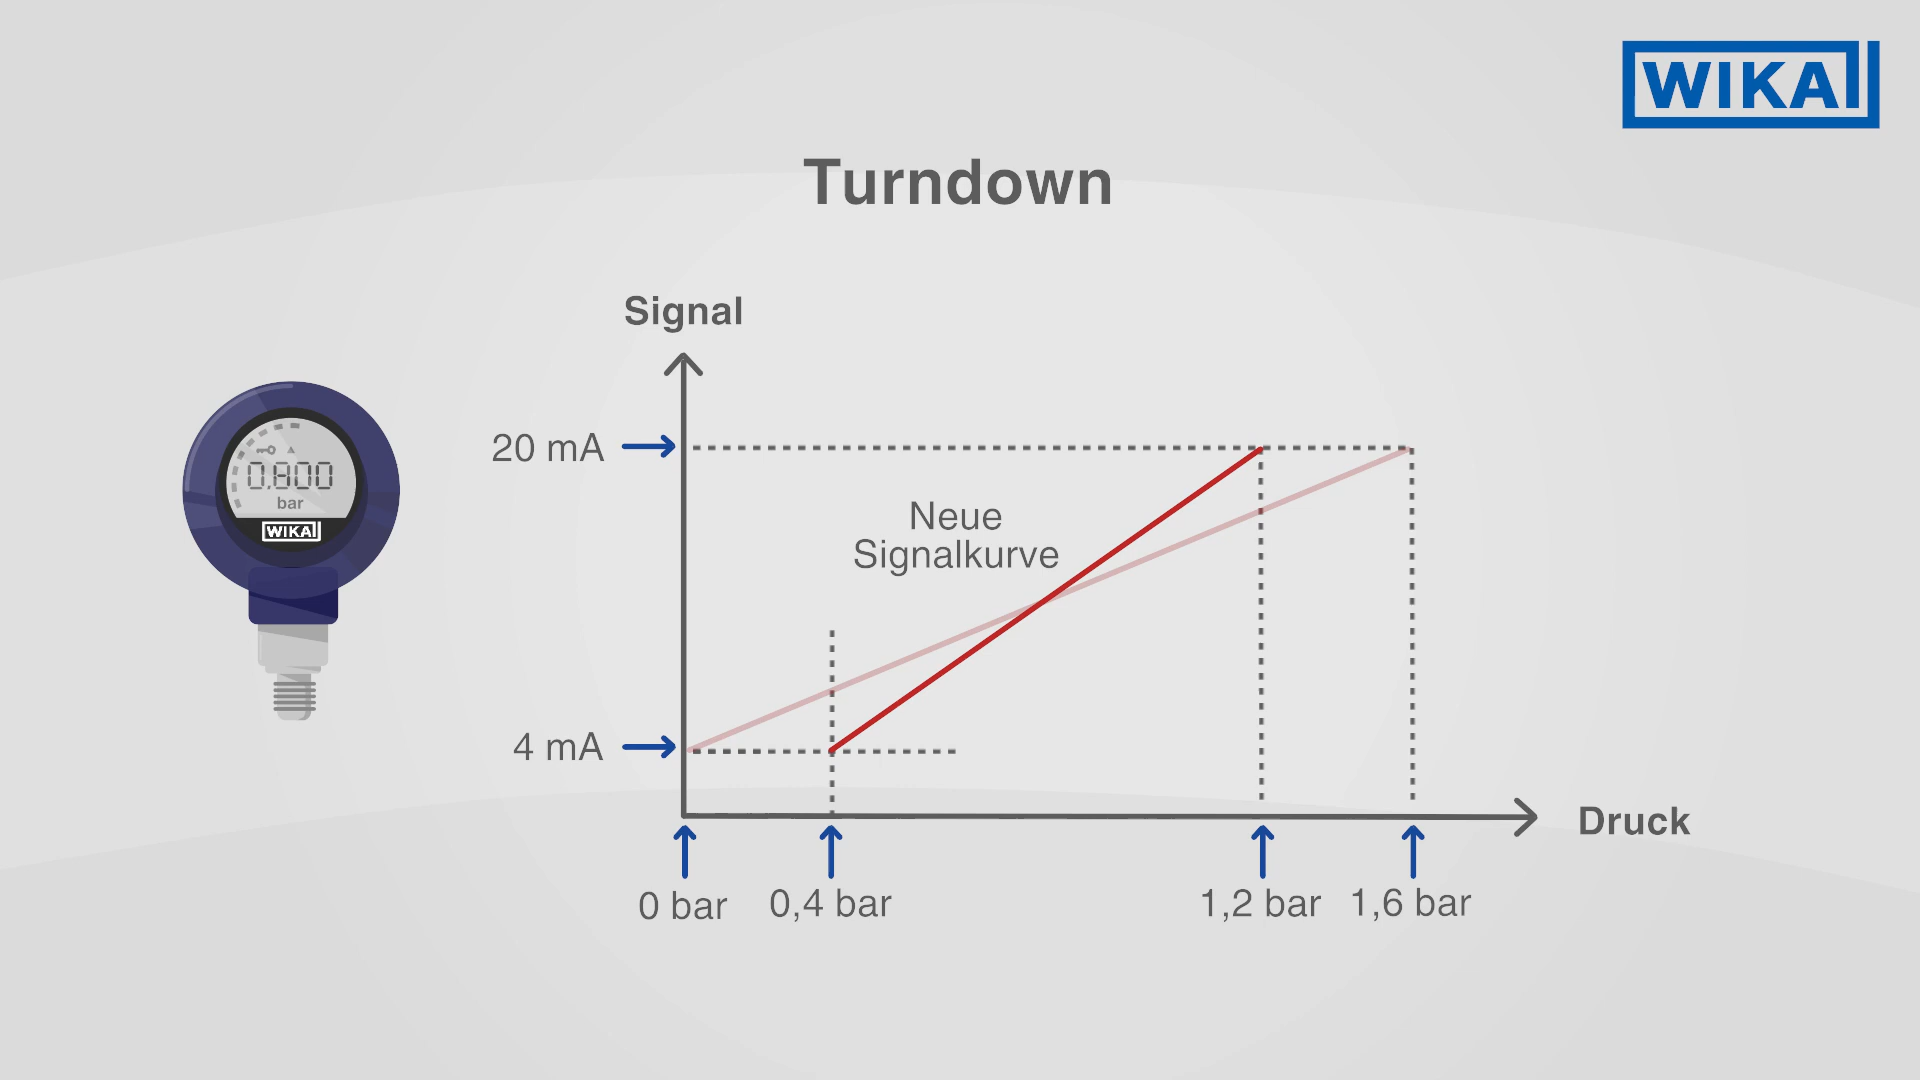 WIKA
Turndown
Signal
20 mA
Neue
Signalkurve
0.800
bar
WIKA
4 mA
Druck
0 bar
0,4 bar
1,2 bar
1,6 bar